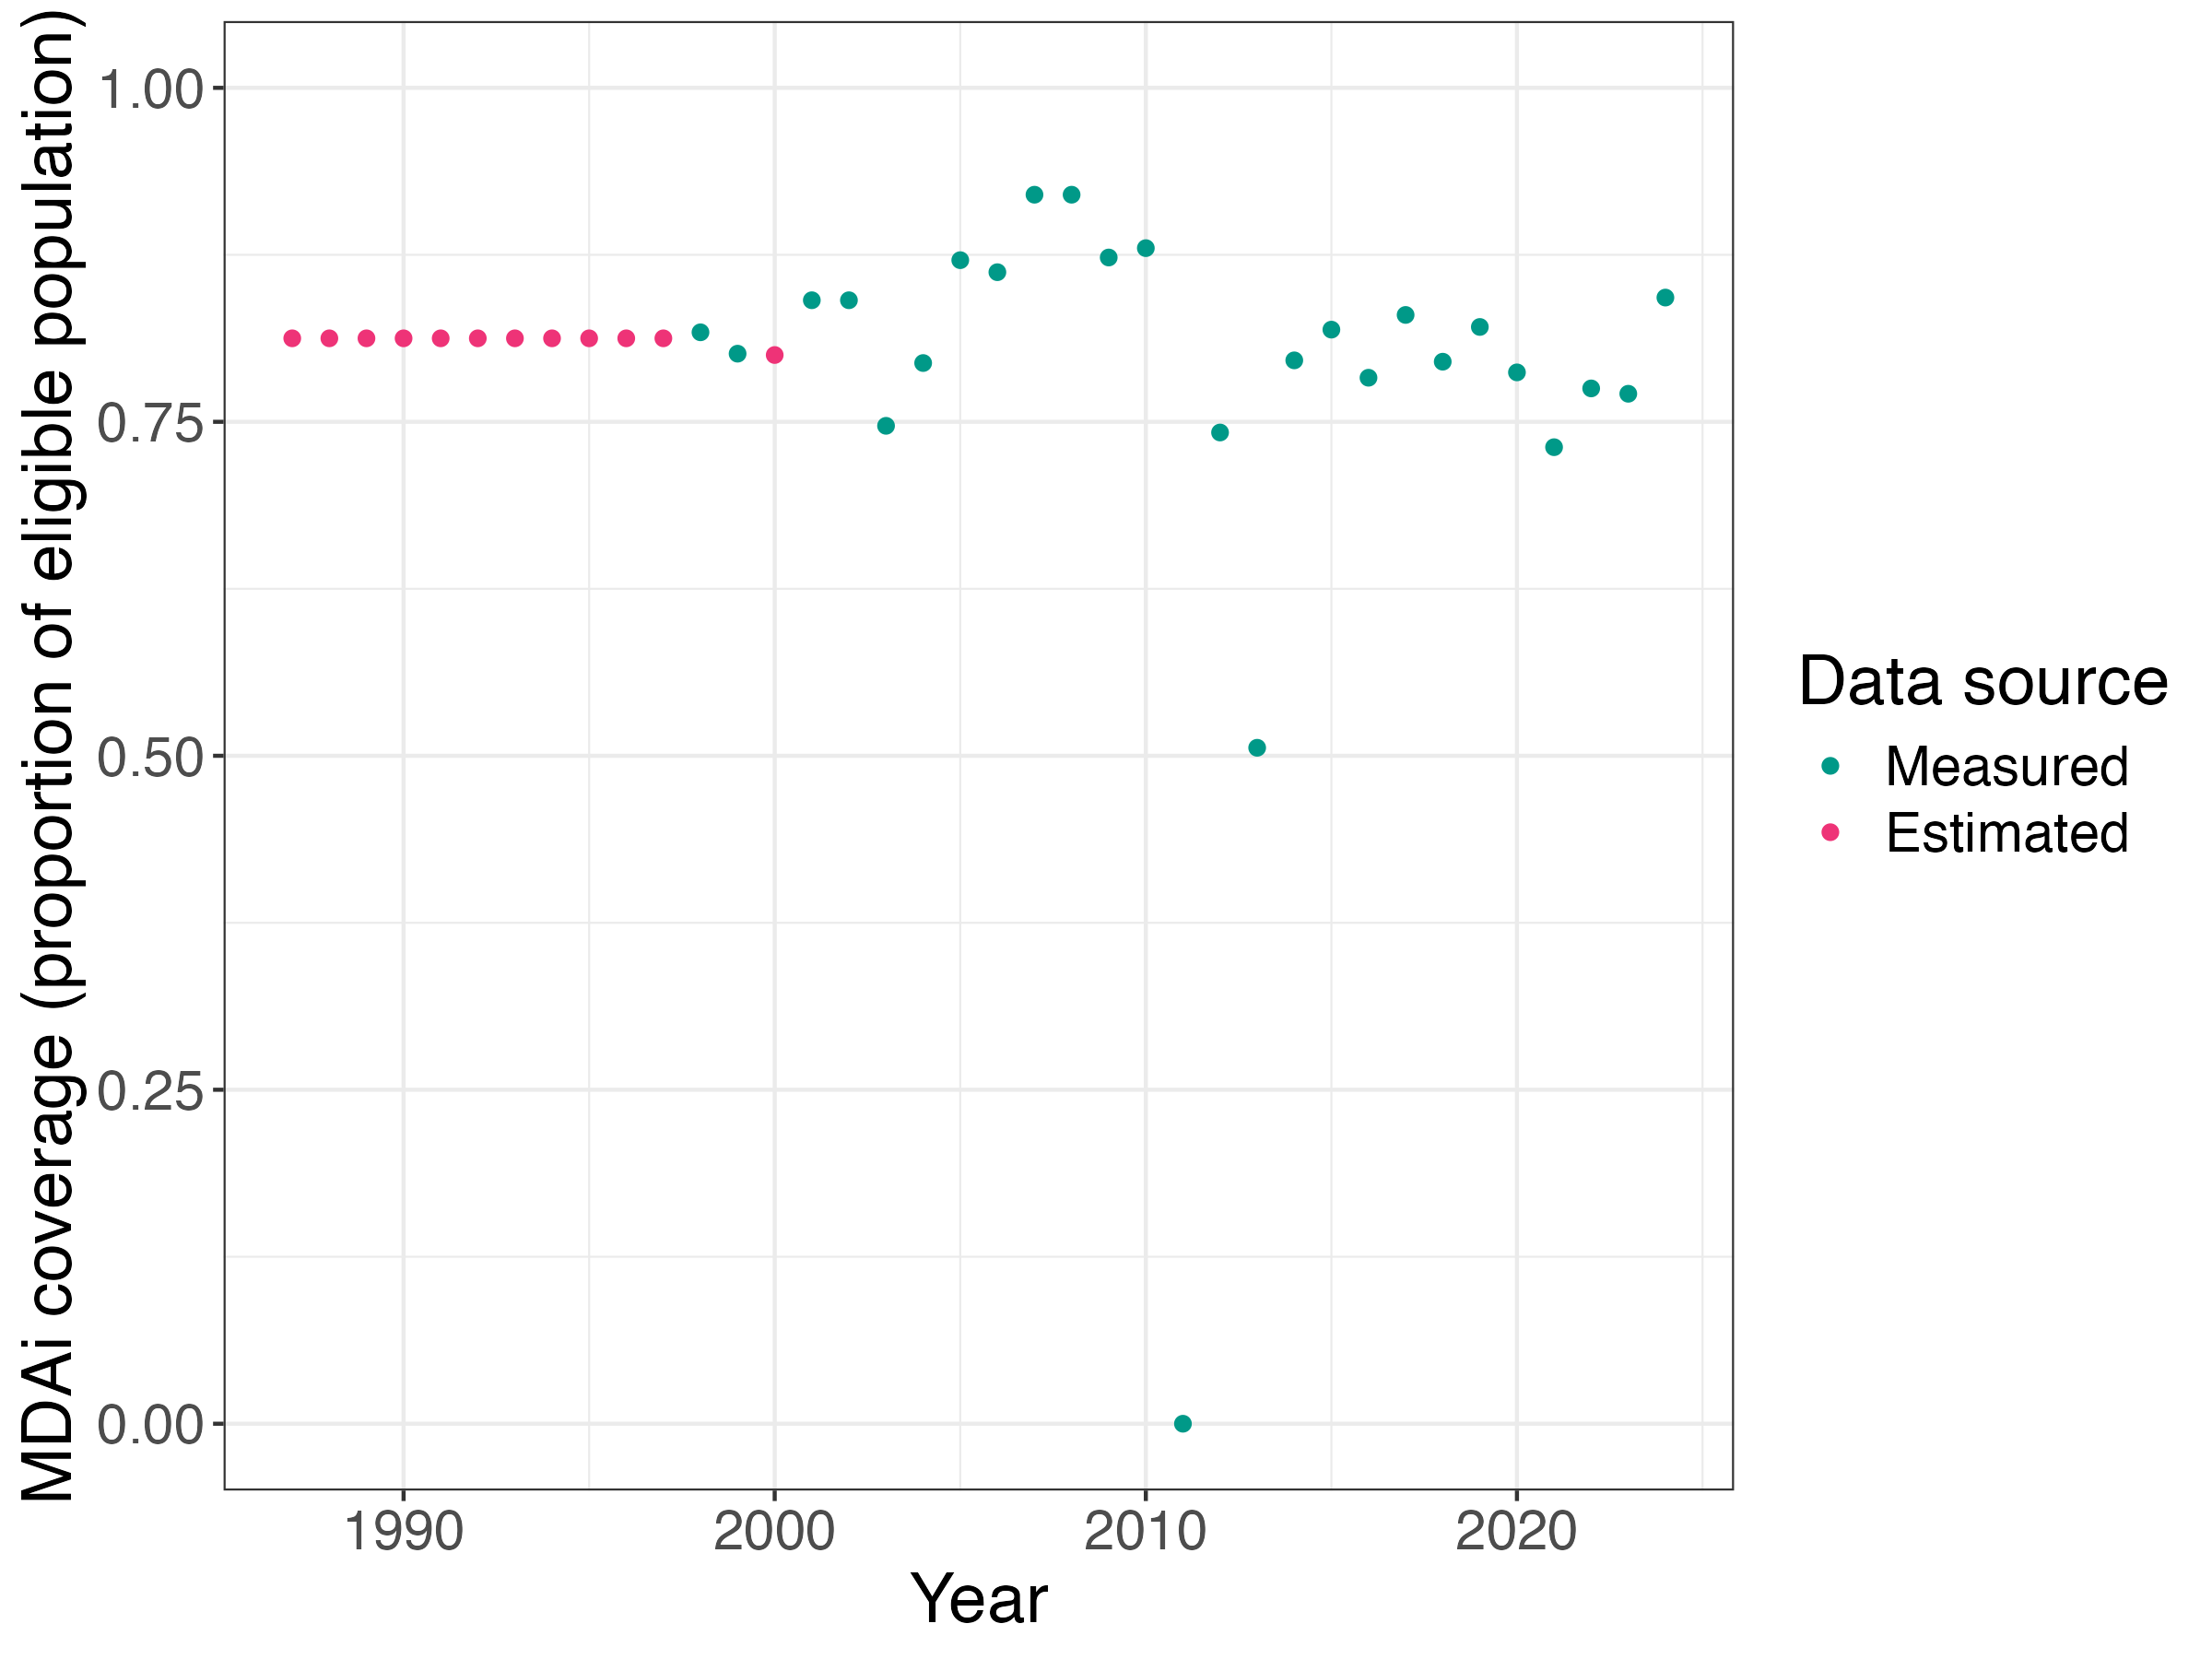 MDAi coverage (proportion of eligible population)
1.00
0.75
0.50
0.25
0.00
1990
2000
2010
2020
Year
Data source
Measured
Estimated